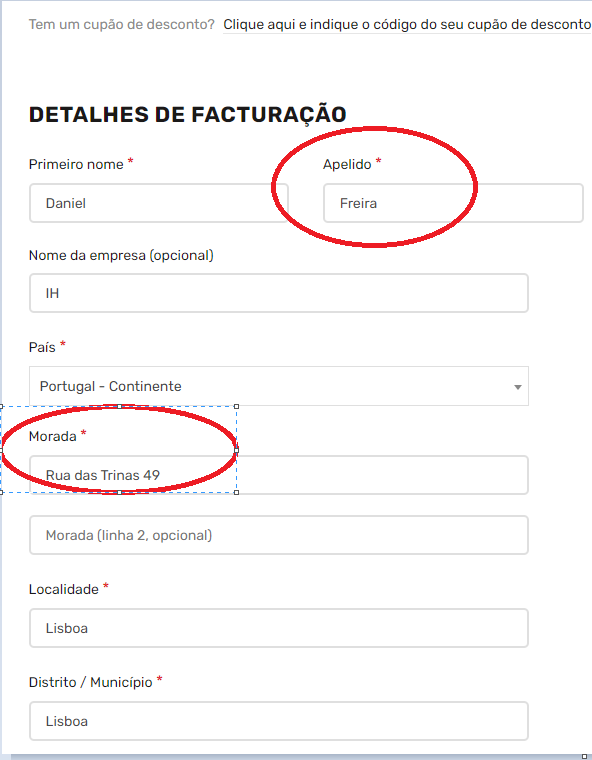 Tem um cupão de desconto? Clique aqui e indique o código do seu cupão de desconto
DETALHES DE FACTURAÇÃO
Primeiro nome * Apelido *
Daniel Freira
Nome da empresa (opcional)
IH
País *
Portugal - Continente
Morada *
Rua das Trinas 49
Morada (linha 2, opcional)
Localidade *
Lisboa
Distrito / Município *
Lisboa